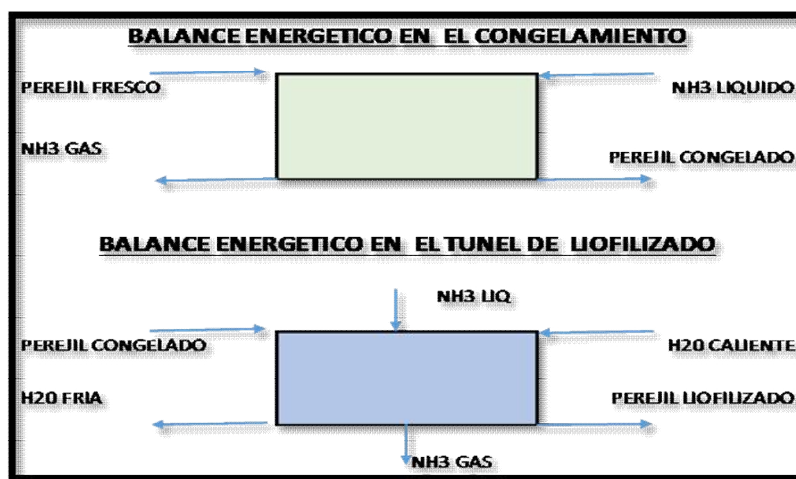 BALANCE ENERGETICO EN EL CONGELAMIENTO
PEREJIL FRESCO
NH3 LIQUIDO
NH3 GAS
PEREJIL CONGELADO
BALANCE ENERGETICO EN EL TUNEL DE LIOFILIZADO
NH3 LIQ
PEREJIL CONGELADO
H20 CALIENTE
H20 FRIA
PEREJIL LIOFILIZADO
NH3 GAS